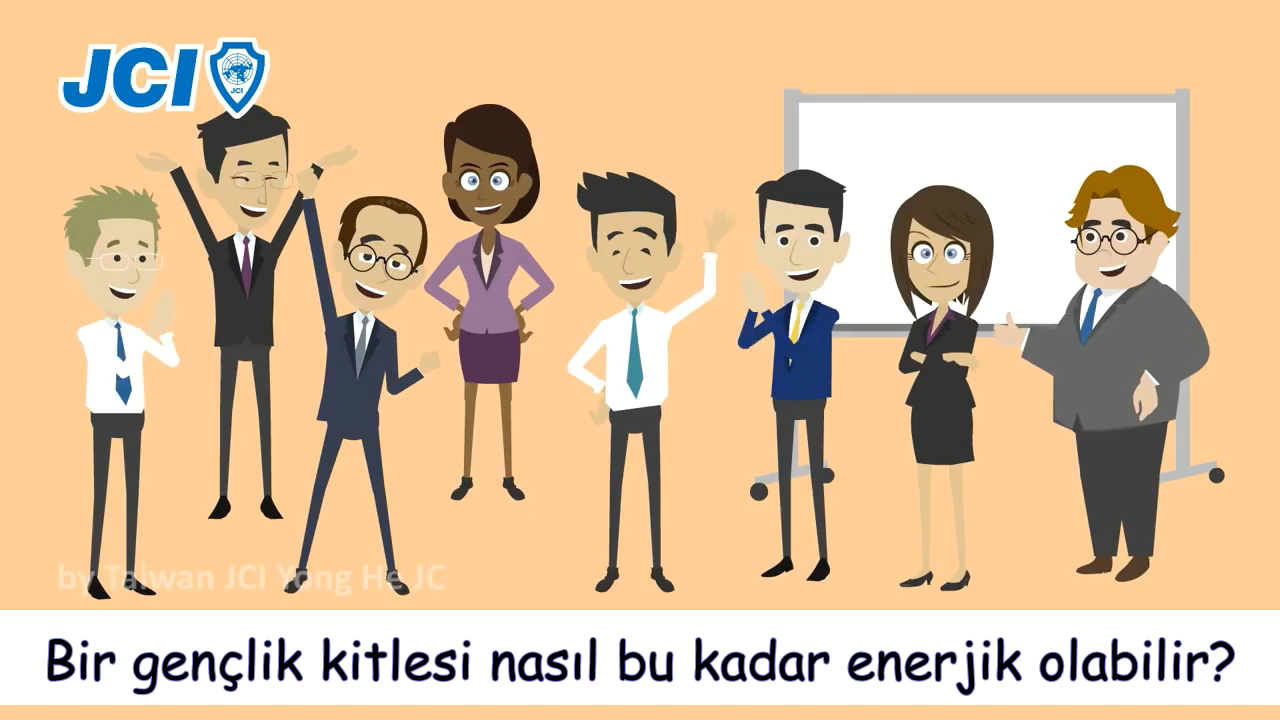 JCI
JCI
by Taiwan JCI Yong He JC
Bir gençlik kitlesi nasıl bu kadar enerjik olabilir?